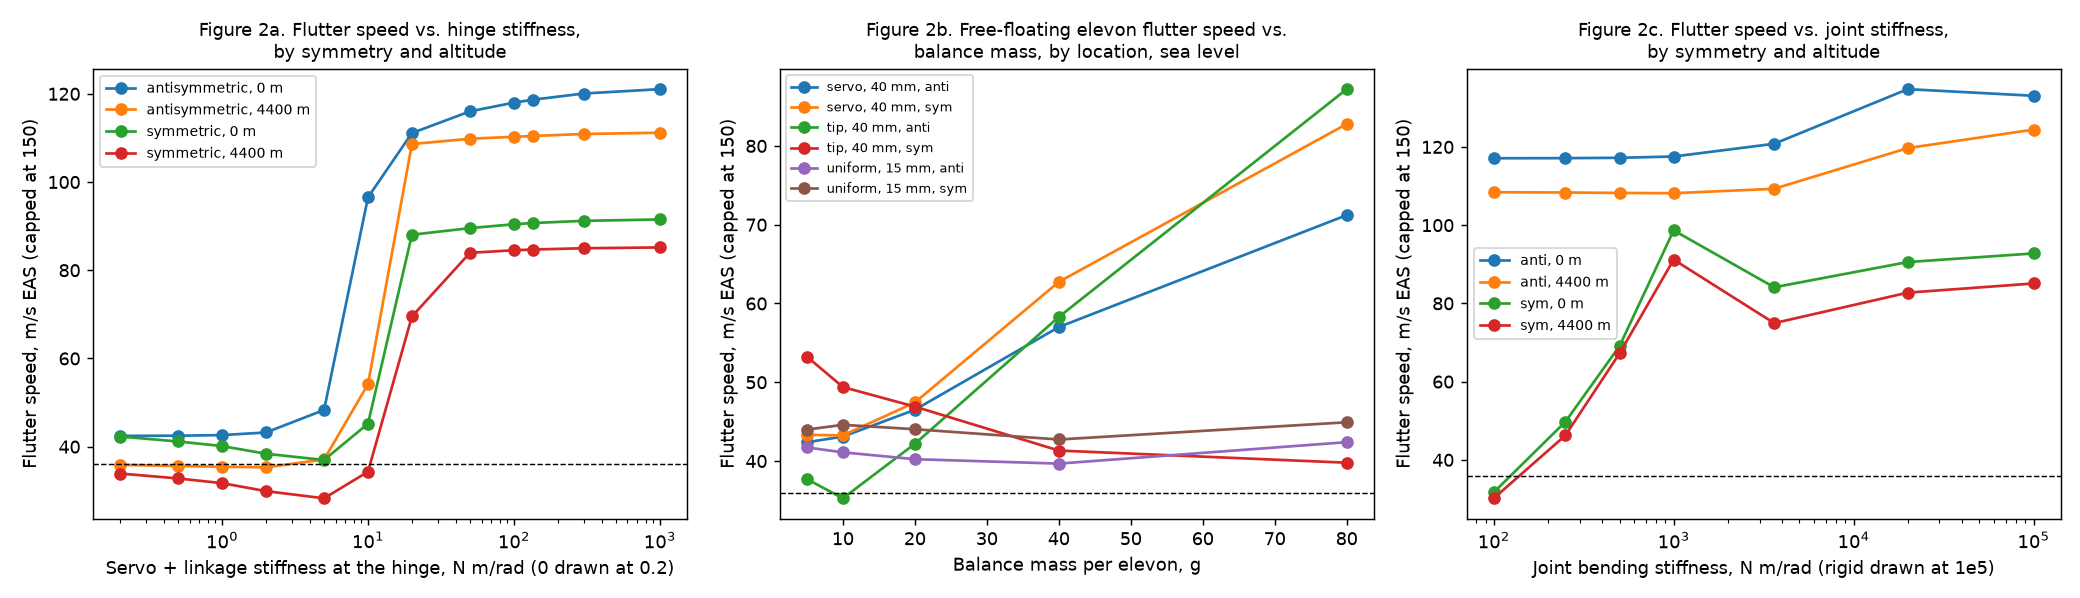 Figure 2a. Flutter speed vs. hinge stiffness,
by symmetry and altitude
antisymmetric, 0 m
antisymmetric, 4400 m
symmetric, 0 m
symmetric, 4400 m
120
100
80
60
40
Flutter speed, m/s EAS (capped at 150)
10^0
10^1
10^2
10^3
Servo + linkage stiffness at the hinge, N m/rad (0 drawn at 0.2)
Figure 2b. Free-floating elevon flutter speed vs.
balance mass, by location, sea level
servo, 40 mm, anti
servo, 40 mm, sym
tip, 40 mm, anti
tip, 40 mm, sym
uniform, 15 mm, anti
uniform, 15 mm, sym
80
70
60
50
40
Flutter speed, m/s EAS (capped at 150)
10
20
30
40
50
60
70
80
Balance mass per elevon, g
Figure 2c. Flutter speed vs. joint stiffness,
by symmetry and altitude
120
100
80
60
40
Flutter speed, m/s EAS (capped at 150)
anti, 0 m
anti, 4400 m
sym, 0 m
sym, 4400 m
10^2
10^3
10^4
10^5
Joint bending stiffness, N m/rad (rigid drawn at 1e5)